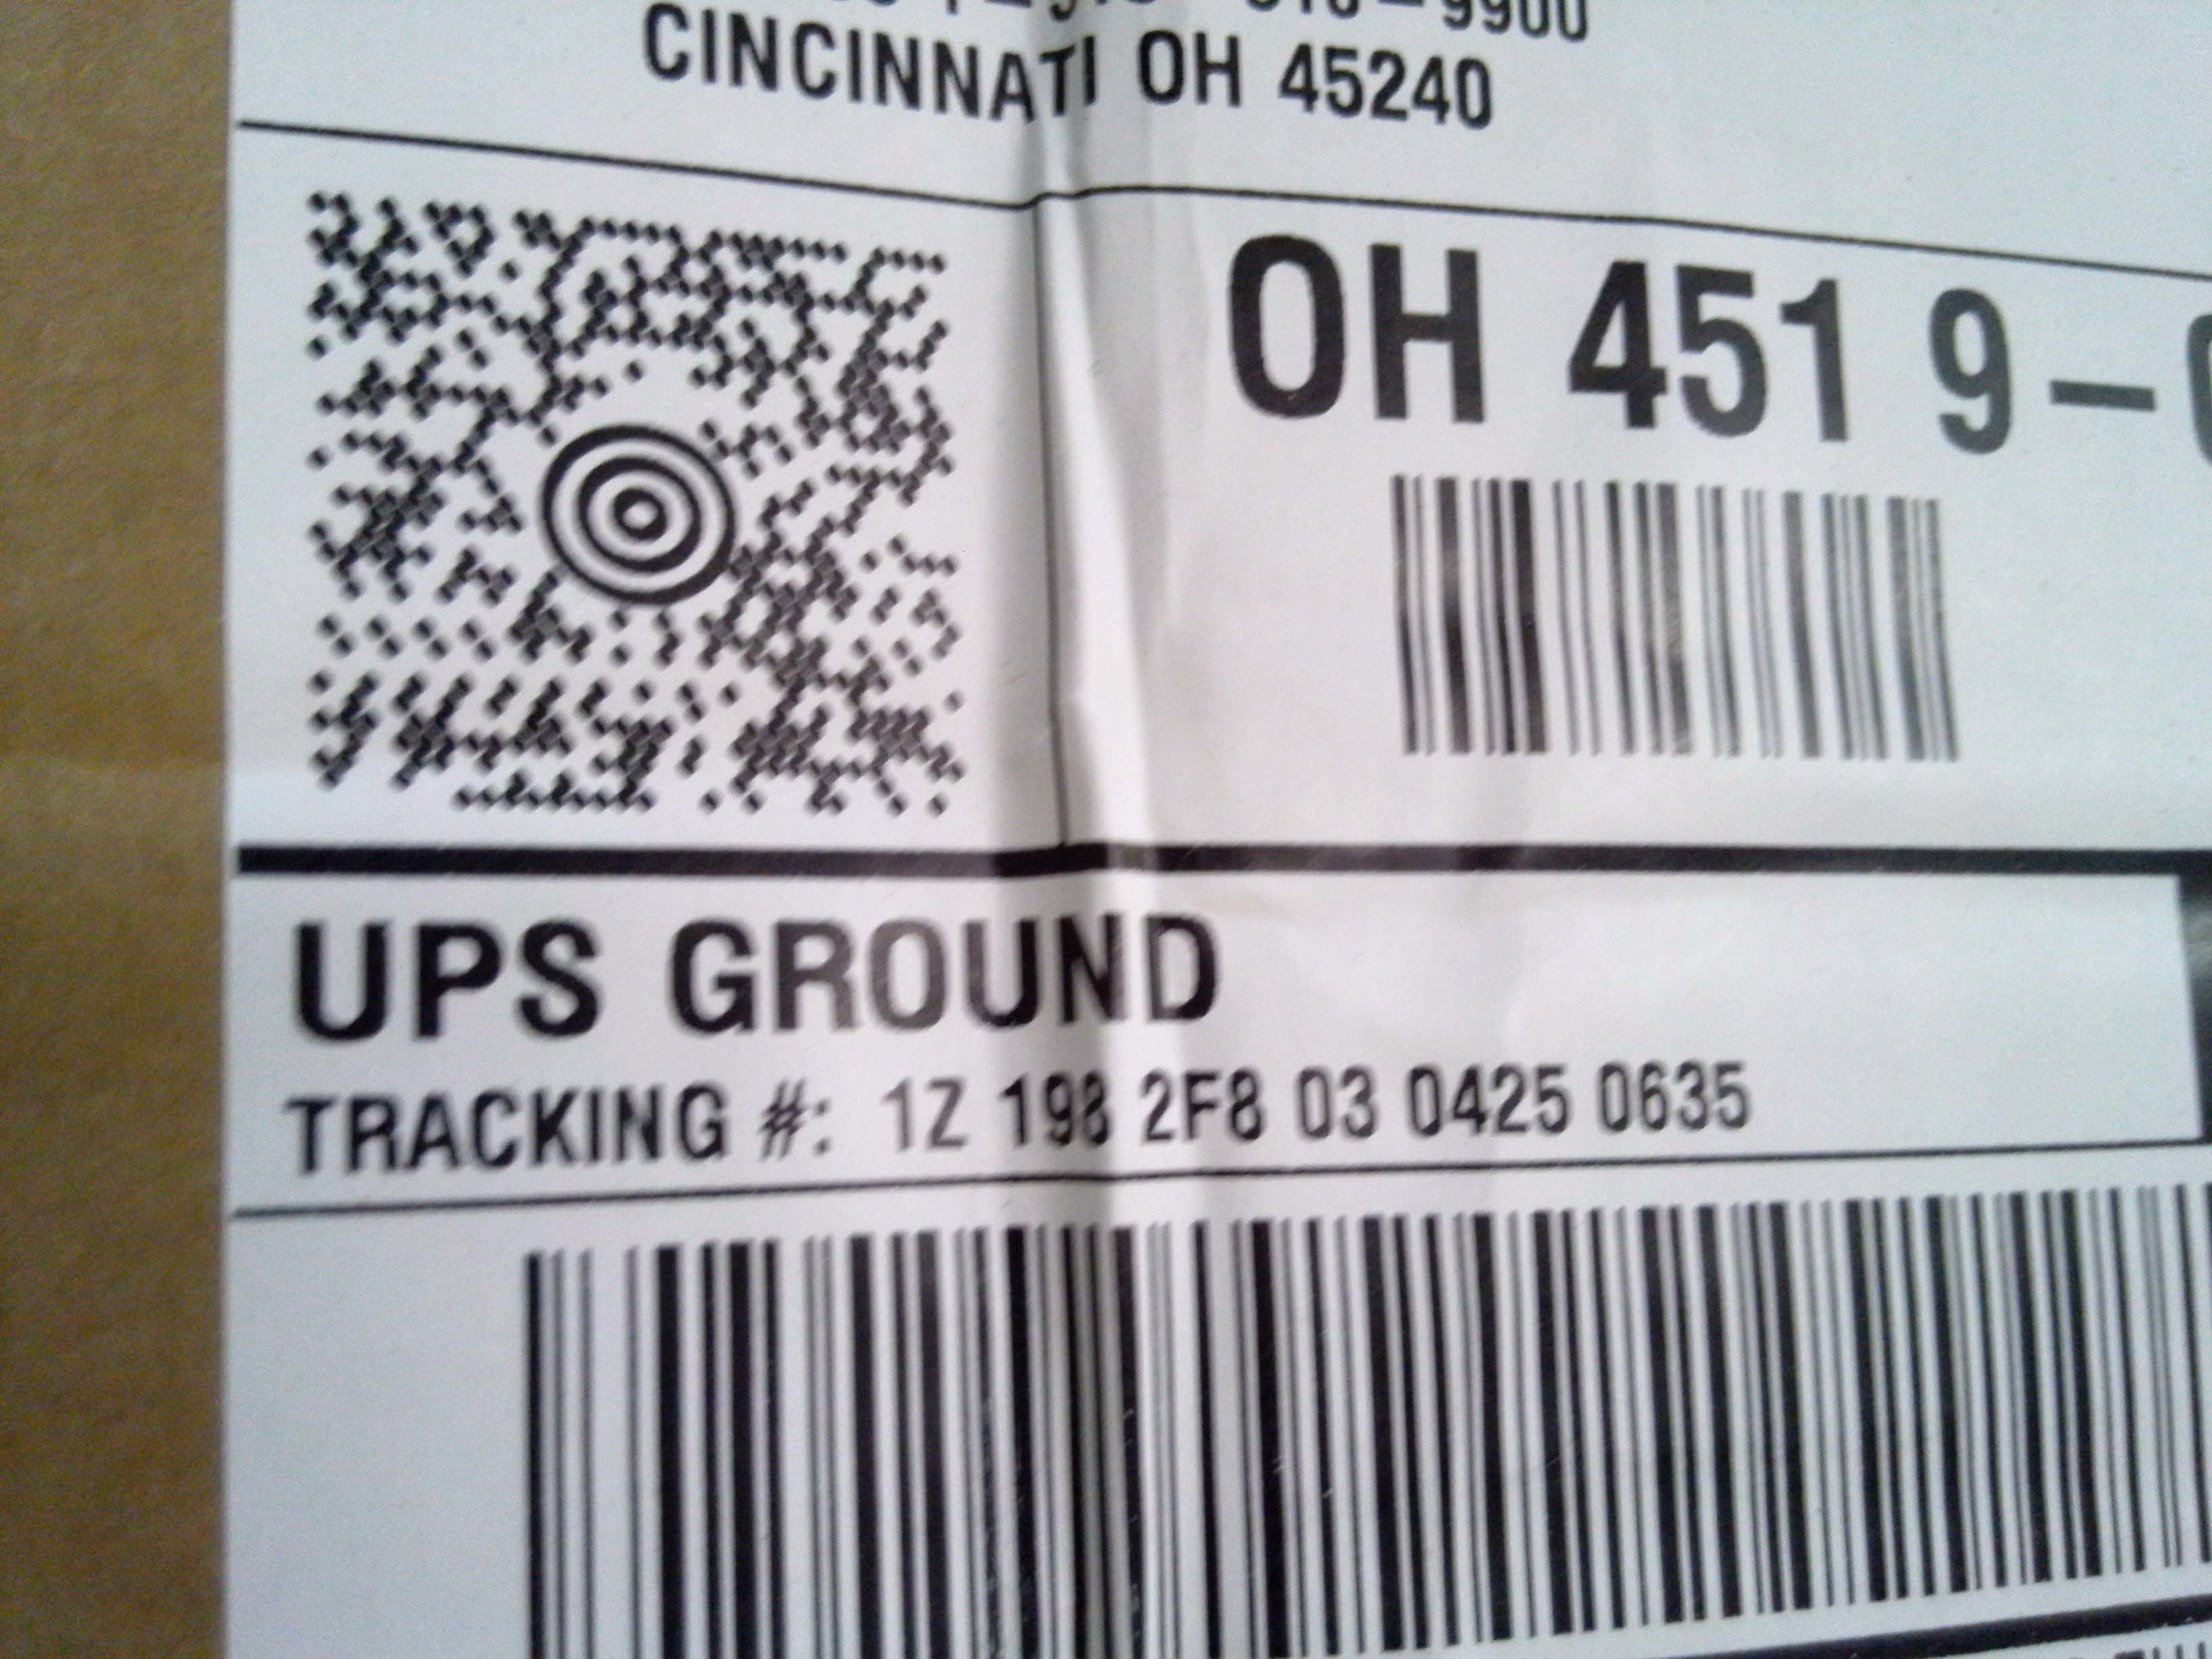 CINCINNATI OH 45240
OH 451 9-
UPS GROUND
TRACKING #: 1Z 198 2F8 03 0425 0635